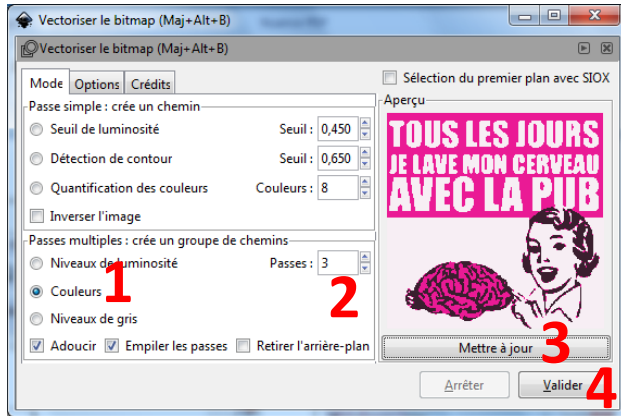 Vectoriser le bitmap (Maj+Alt+B)
Vectoriser le bitmap (Maj+Alt+B)
Mode Options Crédits
Passe simple : crée un chemin
Seuil de luminosité Seuil : 0,450
Détection de contour Seuil : 0,650
Quantification des couleurs Couleurs : 8
Inverser l'image
Passes multiples : crée un groupe de chemins
Niveaux de luminosité Passes : 3
1 2
Couleurs
Niveaux de gris
Adoucir Empiler les passes Retirer l'arrière-plan
Sélection du premier plan avec SIOX
Aperçu
TOUS LES JOURS
JE LAVE MON CERVEAU
AVEC LA PUB
Mettre à jour 3
Arrêter Valider 4